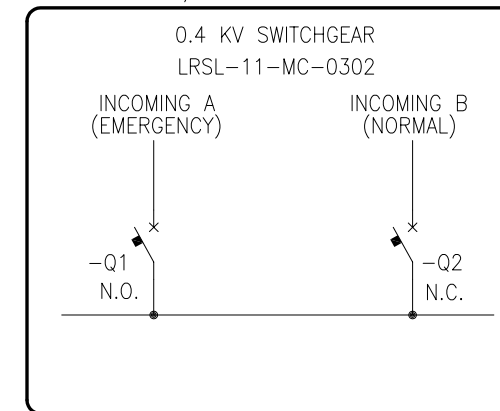 0.4 KV SWITCHGEAR
LRSL-11-MC-0302
INCOMING A
(EMERGENCY)
INCOMING B
(NORMAL)
-Q1
N.O.
-Q2
N.C.